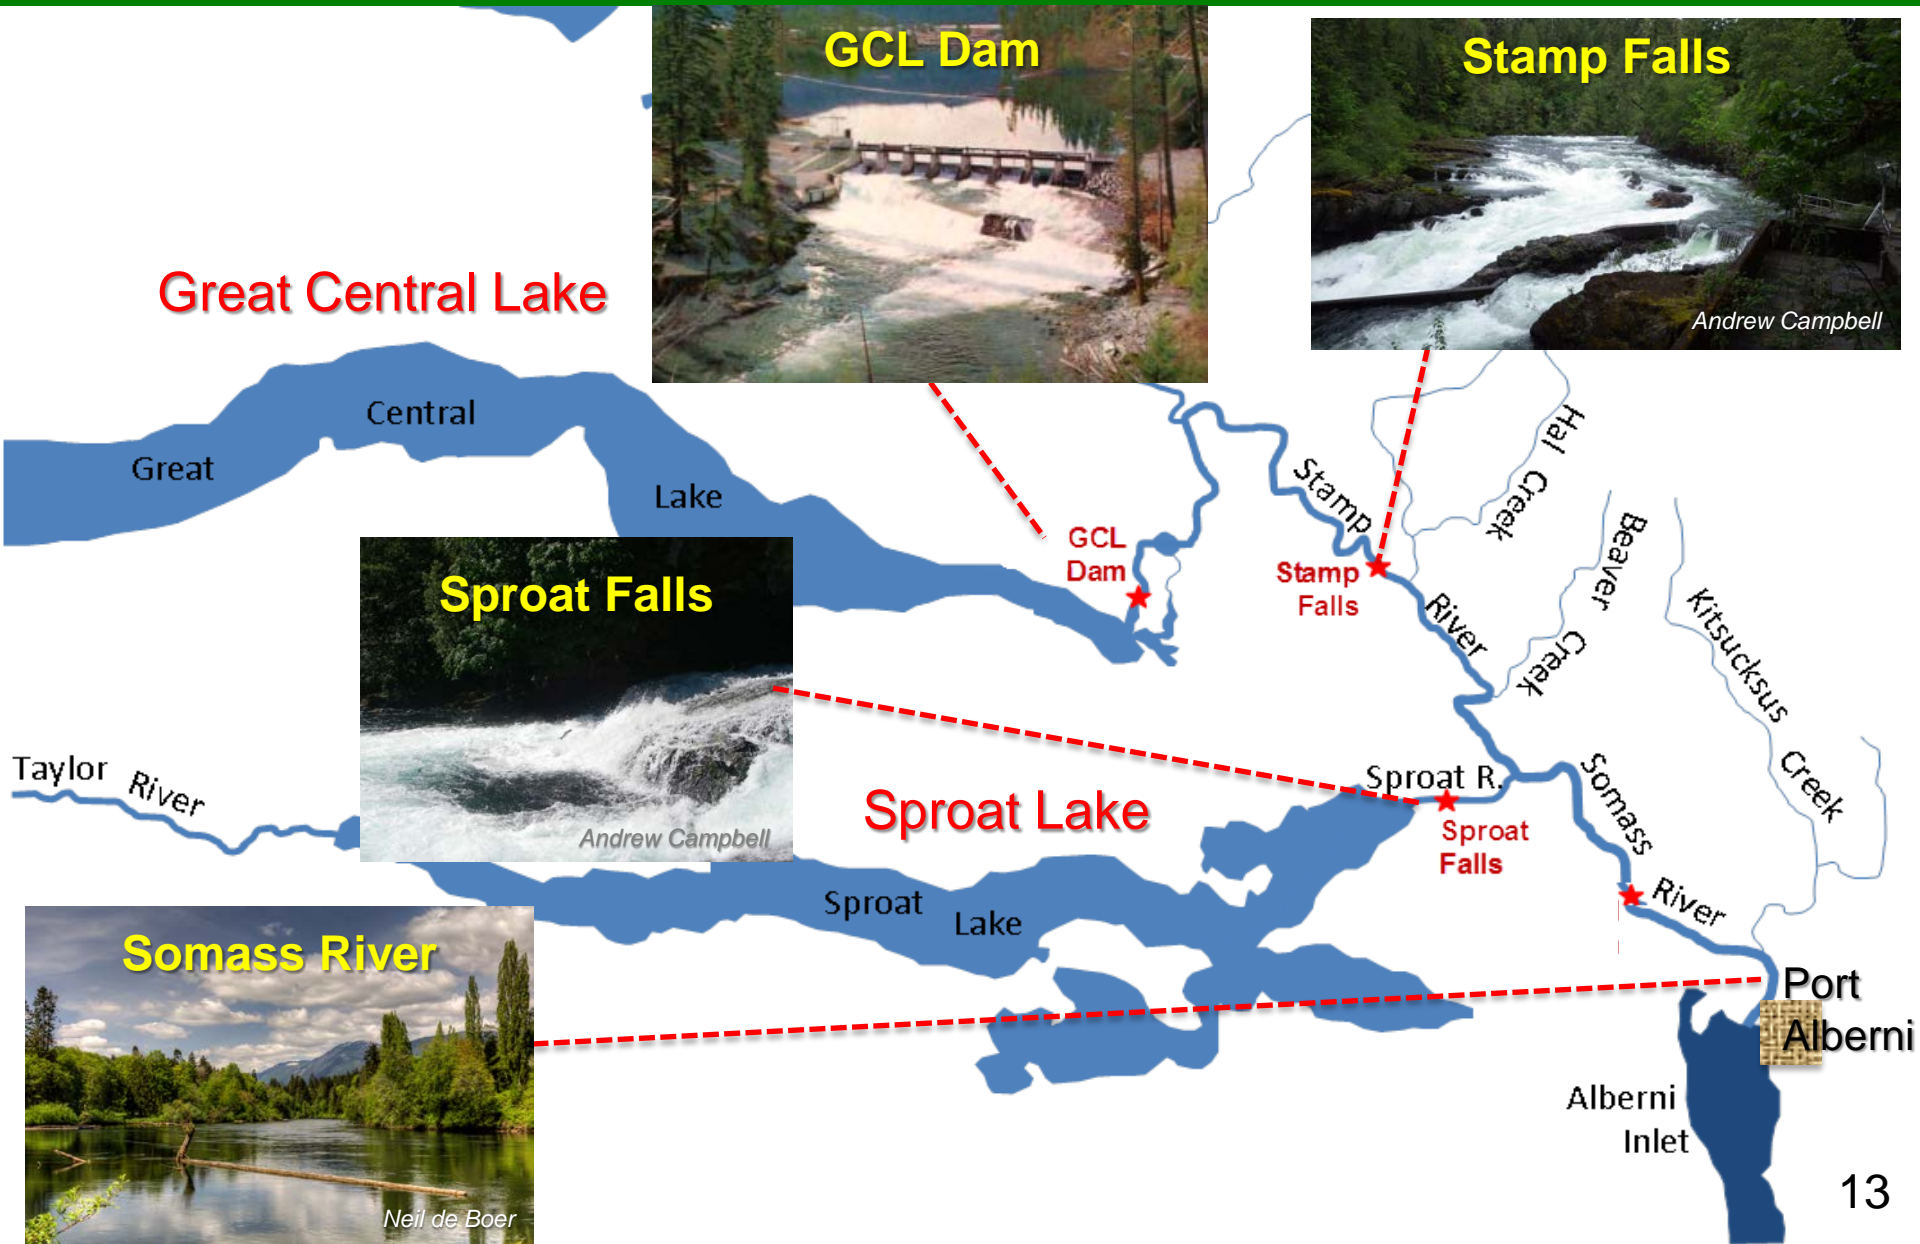 GCL Dam
Stamp Falls
Andrew Campbell
Great Central Lake
Great
Central
Lake
GCL
Dam
Stamp
River
Stamp
Falls
Hal
Creek
Beaver
Creek
Kitsucksus
Creek
Sproat Falls
Andrew Campbell
Taylor
River
Sproat Lake
Sproat R.
Sproat
Falls
Somass
River
Sproat
Lake
Somass River
Neil de Boer
Port
Alberni
Alberni
Inlet
13